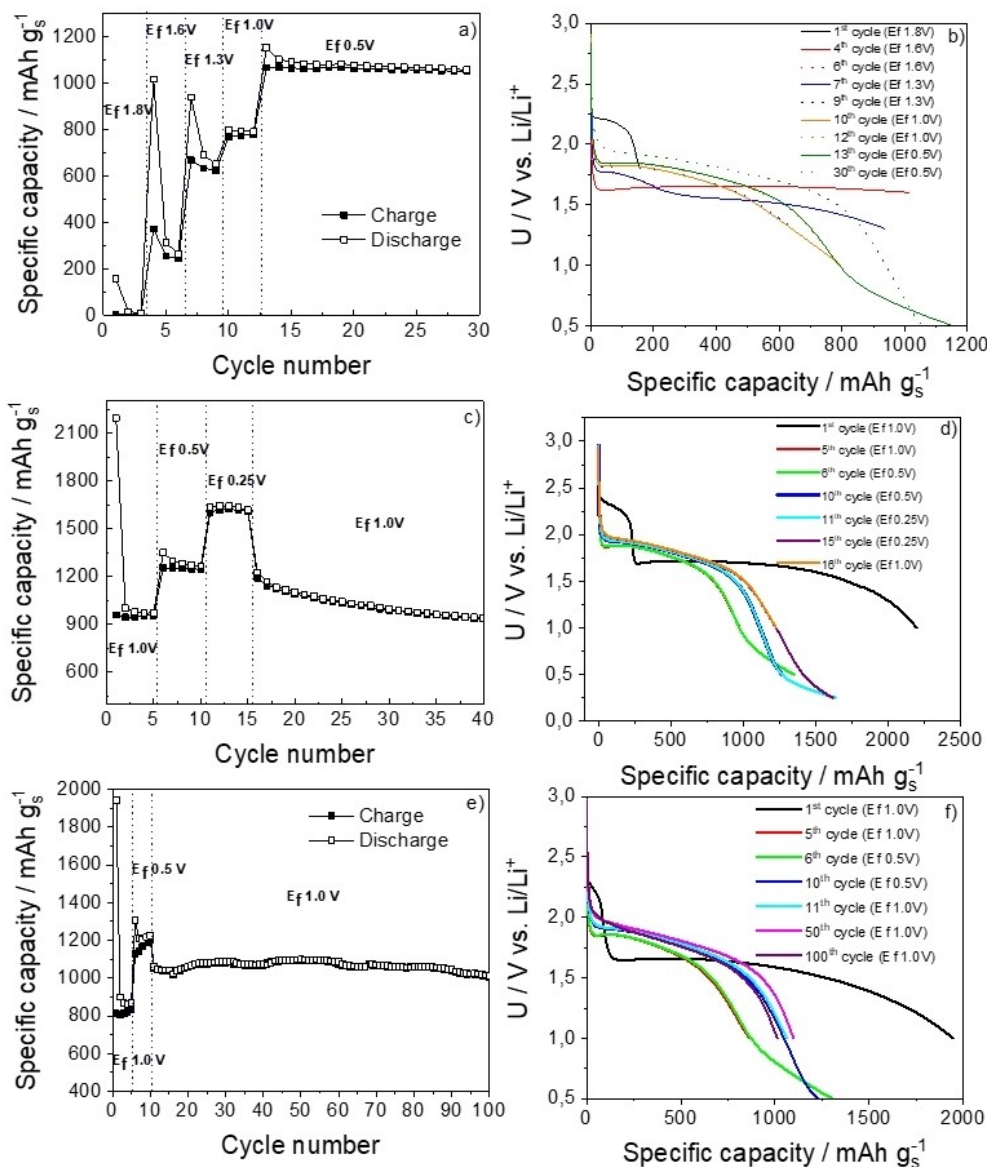 a)
Ef 1.8V
Ef 1.6V
Ef 1.3V
Ef 1.0V
Ef 0.5V
Charge
Discharge
Specific capacity / mAh gs-1
1200
1000
800
600
400
200
0
0 5 10 15 20 25 30
Cycle number
b)
1st cycle (Ef 1.8V)
4th cycle (Ef 1.6V)
6th cycle (Ef 1.6V)
7th cycle (Ef 1.3V)
9th cycle (Ef 1.3V)
10th cycle (Ef 1.0V)
12th cycle (Ef 1.0V)
13th cycle (Ef 0.5V)
30th cycle (Ef 0.5V)
U / V vs. Li/Li+
3,0
2,5
2,0
1,5
1,0
0,5
0 200 400 600 800 1000 1200
Specific capacity / mAh gs-1
c)
Ef 0.5V
Ef 0.25V
Ef 1.0V
Ef 1.0V
Specific capacity / mAh gs-1
2100
1800
1500
1200
900
600
0 5 10 15 20 25 30 35 40
Cycle number
d)
1st cycle (Ef 1.0V)
5th cycle (Ef 1.0V)
6th cycle (Ef 0.5V)
10th cycle (Ef 0.5V)
11th cycle (Ef 0.25V)
15th cycle (Ef 0.25V)
16th cycle (Ef 1.0V)
U / V vs. Li/Li+
3,0
2,5
2,0
1,5
1,0
0,5
0,0
0 500 1000 1500 2000 2500
Specific capacity / mAh gs-1
e)
Charge
Discharge
Ef 0.5 V
Ef 1.0 V
Ef 1.0 V
Specific capacity / mAh gs-1
2000
1800
1600
1400
1200
1000
800
600
400
0 10 20 30 40 50 60 70 80 90 100
Cycle number
f)
1st cycle (Ef 1.0V)
5th cycle (Ef 1.0V)
6th cycle (Ef 0.5V)
10th cycle (Ef 0.5V)
11th cycle (Ef 1.0V)
50th cycle (Ef 1.0V)
100th cycle (Ef 1.0V)
U / V vs. Li/Li+
3,0
2,5
2,0
1,5
1,0
0,5
0 500 1000 1500 2000
Specific capacity / mAh gs-1